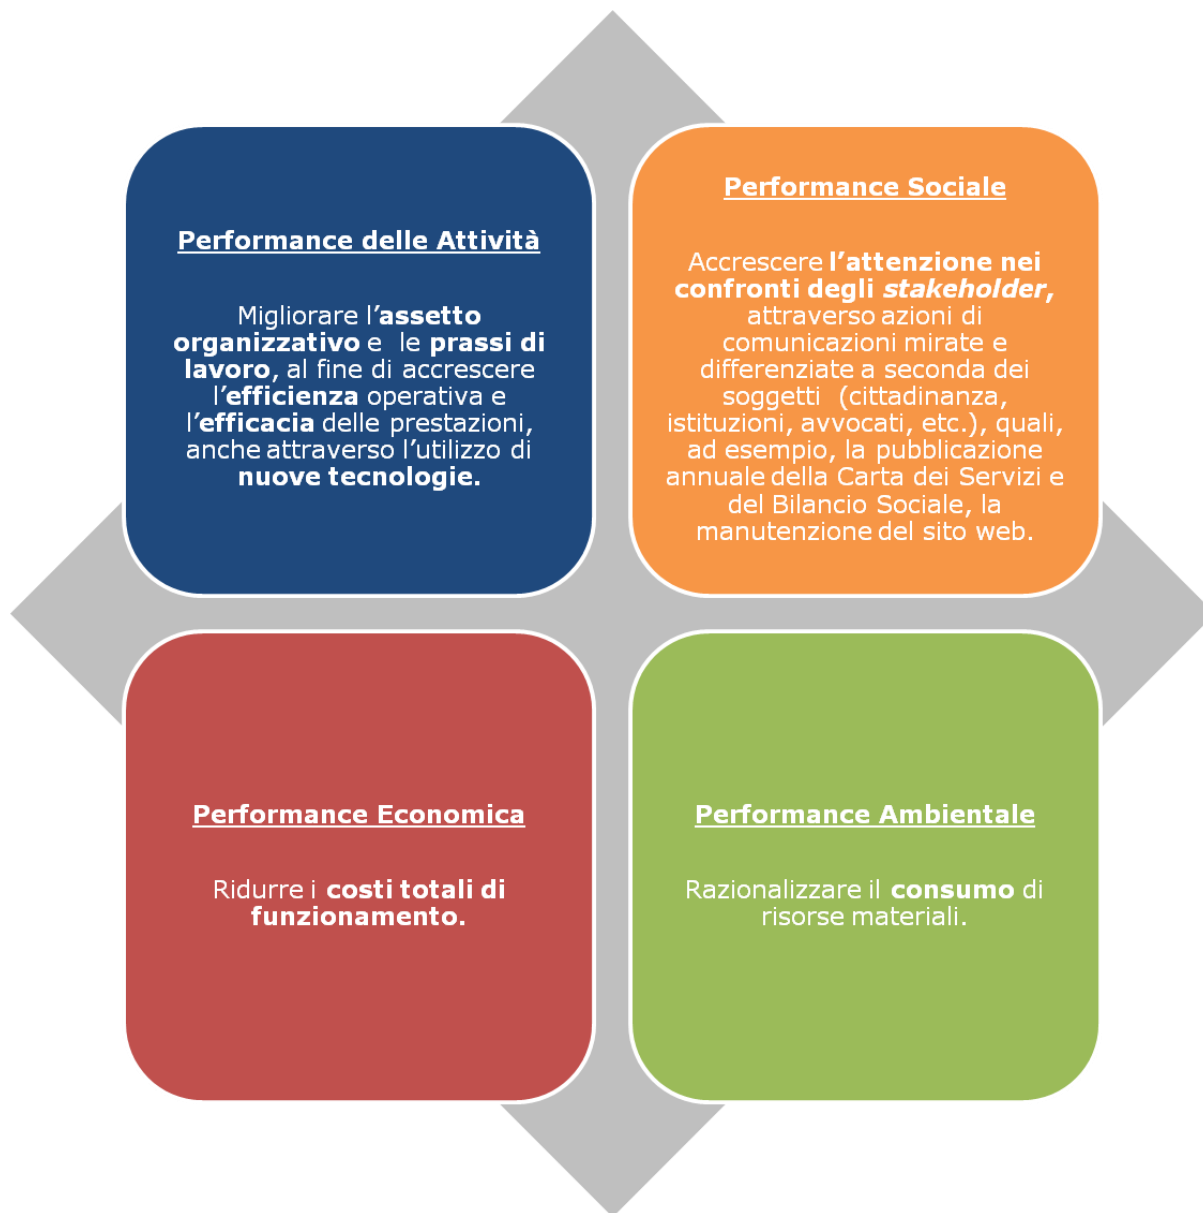 Performance delle Attività
Migliorare l’assetto
organizzativo e  le prassi di
lavoro, al fine di accrescere
l’efficienza operativa e
l’efficacia delle prestazioni,
anche attraverso l’utilizzo di
nuove tecnologie.
Performance Sociale
Accrescere l’attenzione nei
confronti degli stakeholder,
attraverso azioni di
comunicazioni mirate e
differenziate a seconda dei
soggetti  (cittadinanza,
istituzioni, avvocati, etc.), quali,
ad esempio, la pubblicazione
annuale della Carta dei Servizi e
del Bilancio Sociale, la
manutenzione del sito web.
Performance Economica
Ridurre i costi totali di
funzionamento.
Performance Ambientale
Razionalizzare il consumo di
risorse materiali.